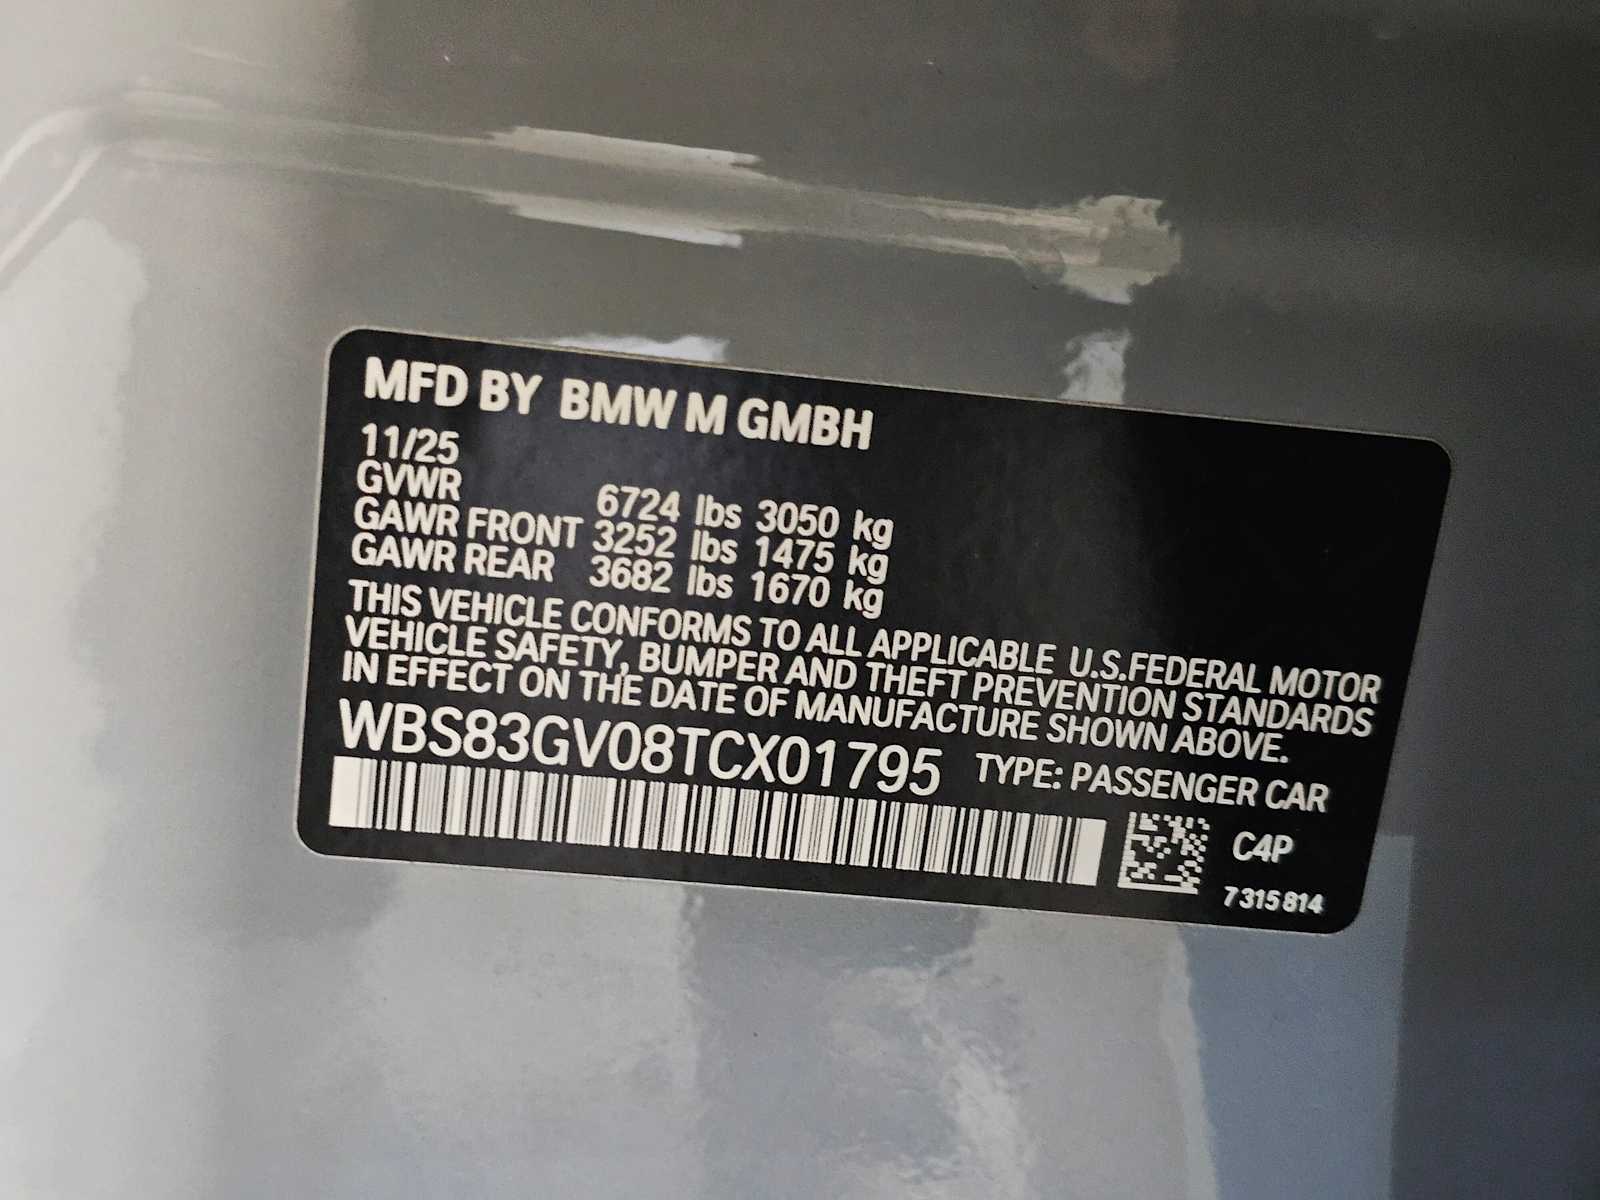 MFD BY BMW M GMBH
11/25
GVWR 6724 lbs 3050 kg
GAWR FRONT 3252 lbs 1475 kg
GAWR REAR 3682 lbs 1670 kg
THIS VEHICLE CONFORMS TO ALL APPLICABLE U.S.FEDERAL MOTOR
VEHICLE SAFETY, BUMPER AND THEFT PREVENTION STANDARDS
IN EFFECT ON THE DATE OF MANUFACTURE SHOWN ABOVE.
WBS83GV08TCX01795 TYPE: PASSENGER CAR
C4P
7 315 814